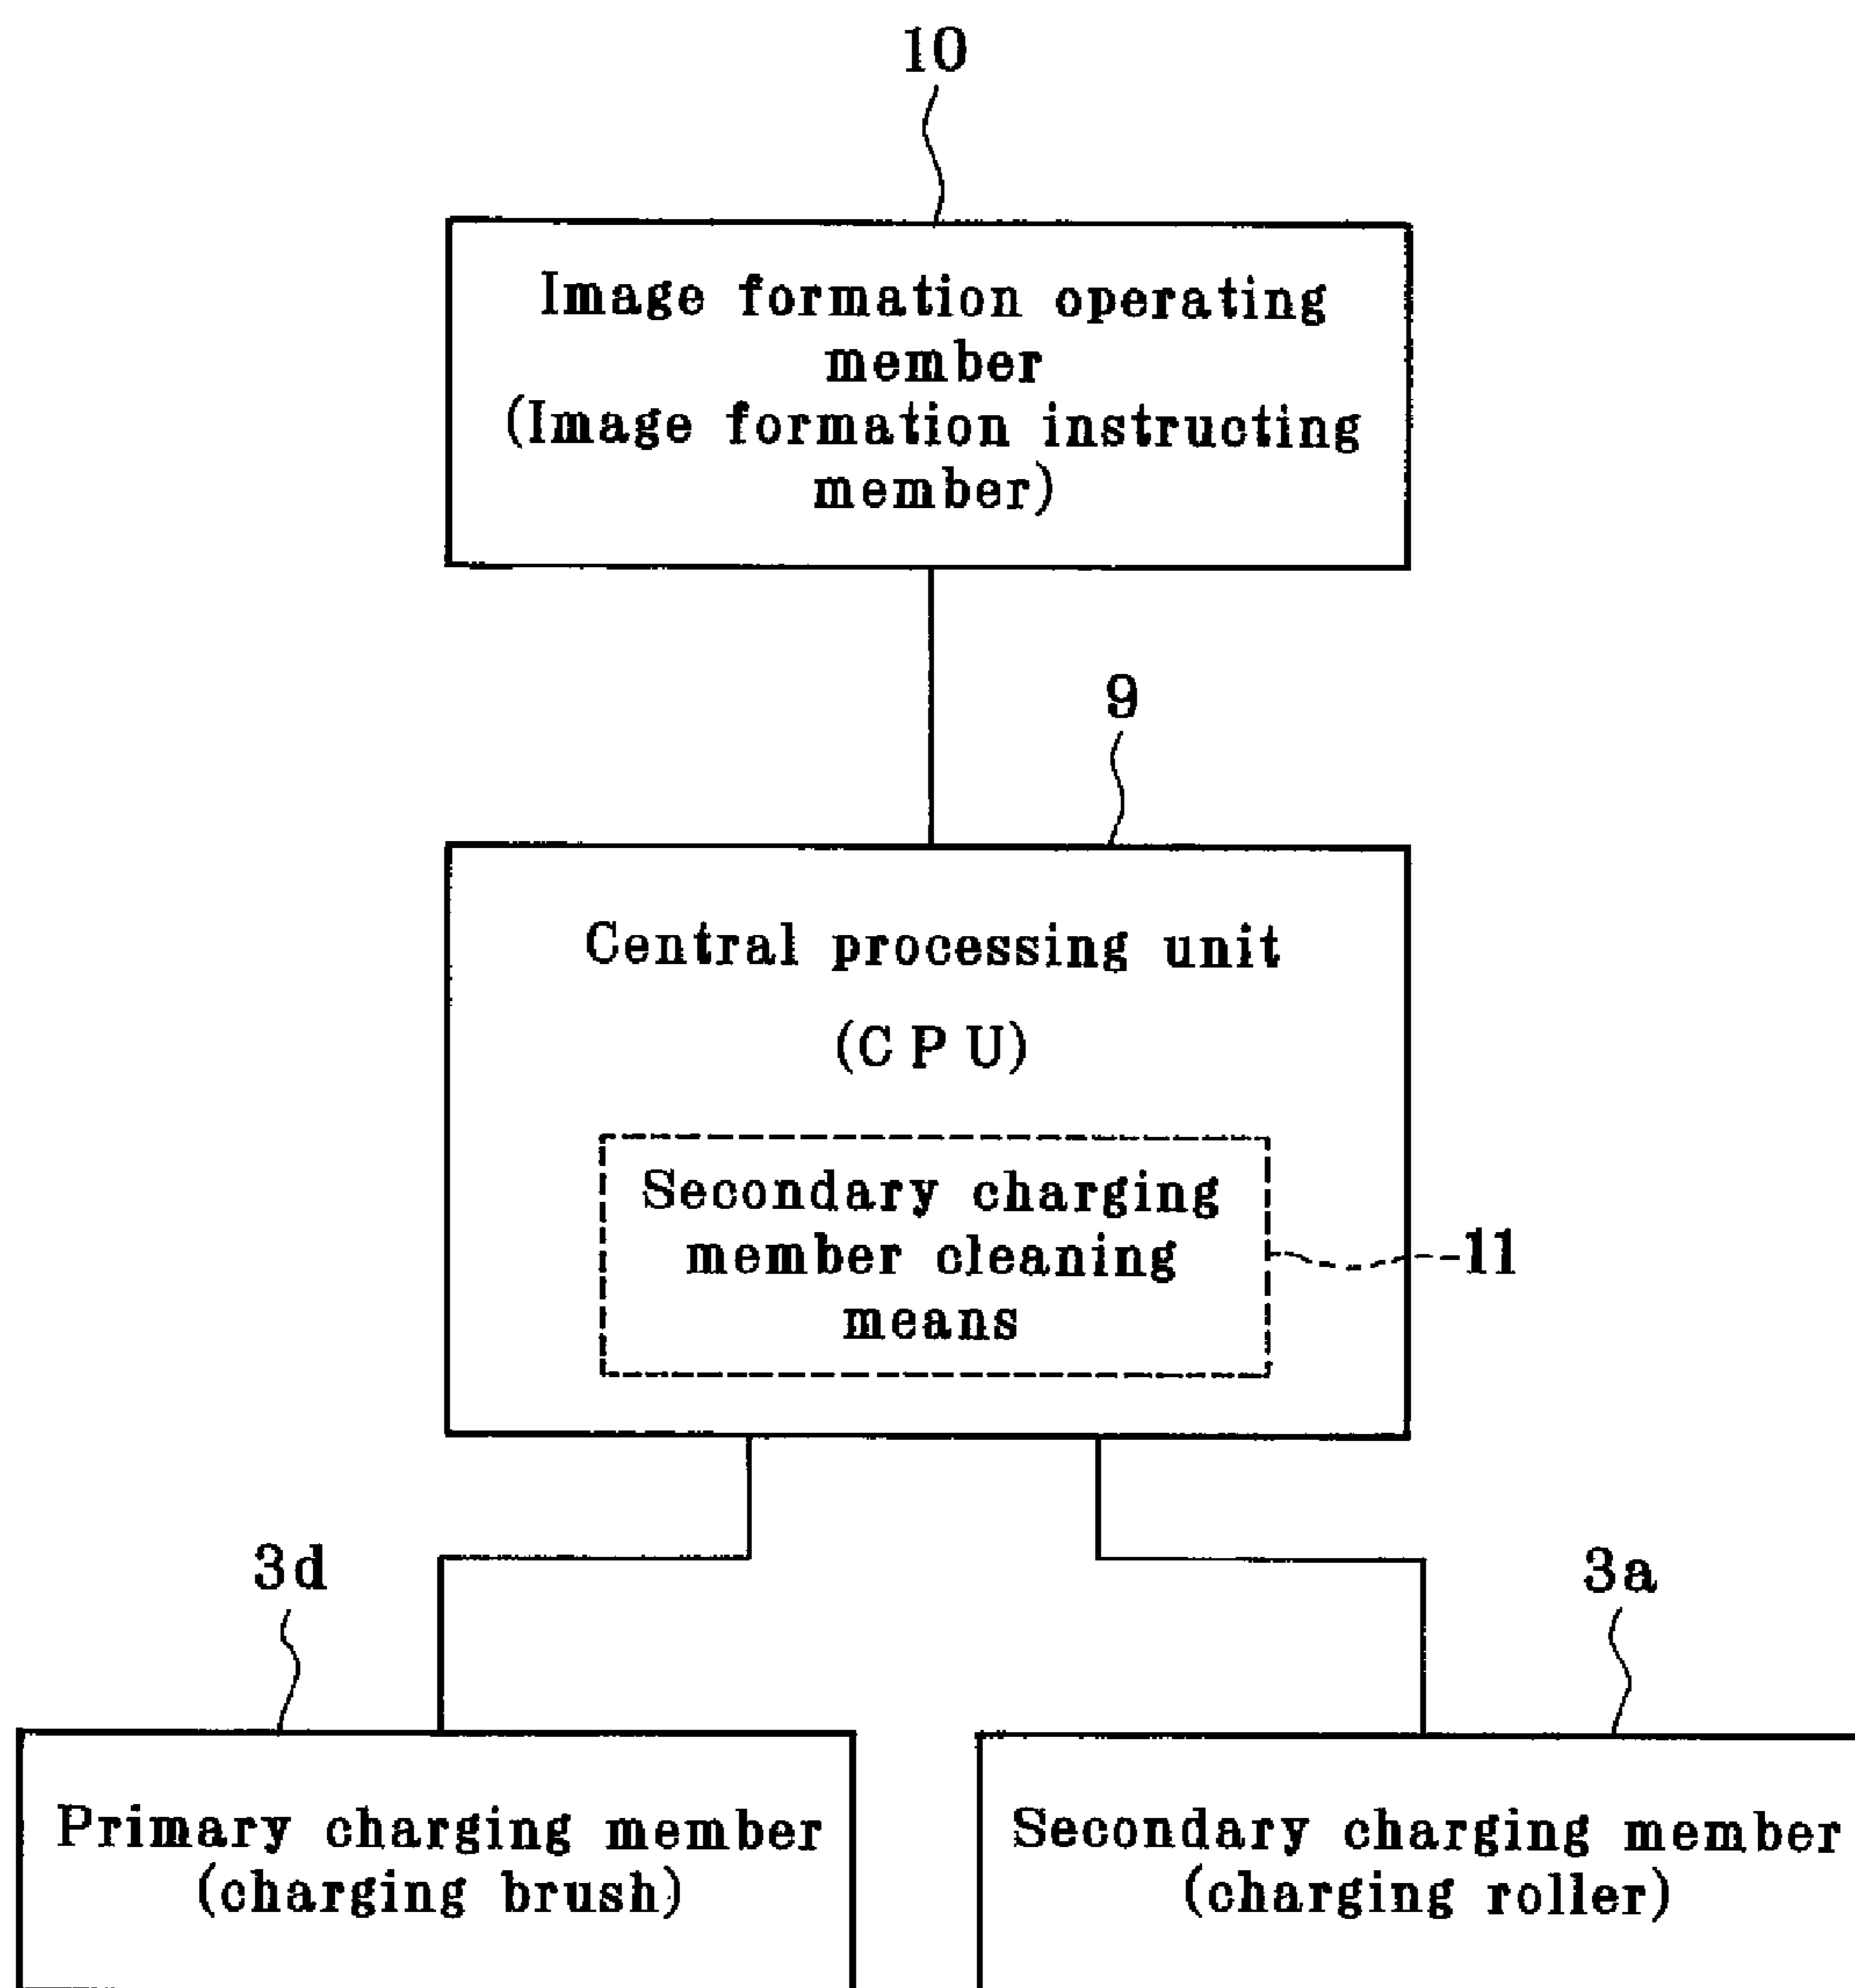 10
Image formation operating
member
(Image formation instructing
member)
9
Central processing unit
(CPU)
Secondary charging
member cleaning
means
11
3d
3a
Primary charging member
(charging brush)
Secondary charging member
(charging roller)